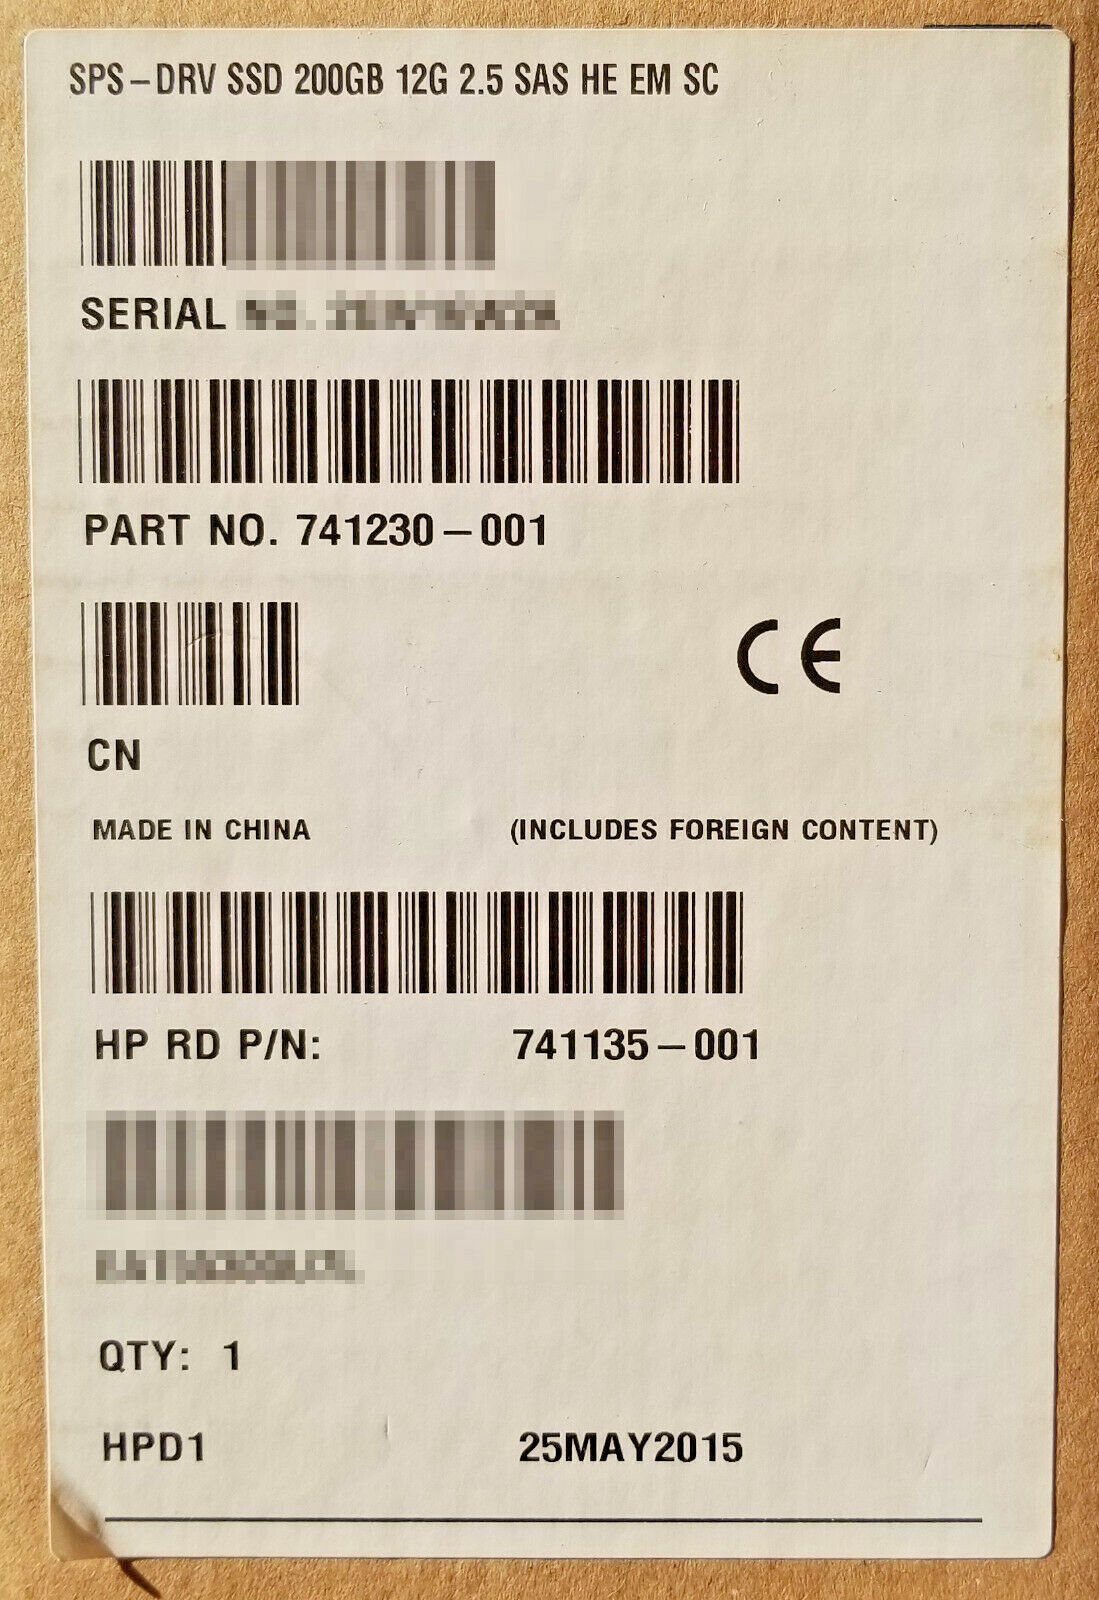 SPS-DRV SSD 200GB 12G 2.5 SAS HE EM SC
SERIAL
PART NO. 741230-001
CE
CN
MADE IN CHINA (INCLUDES FOREIGN CONTENT)
HP RD P/N: 741135-001
QTY: 1
HPD1 25MAY2015